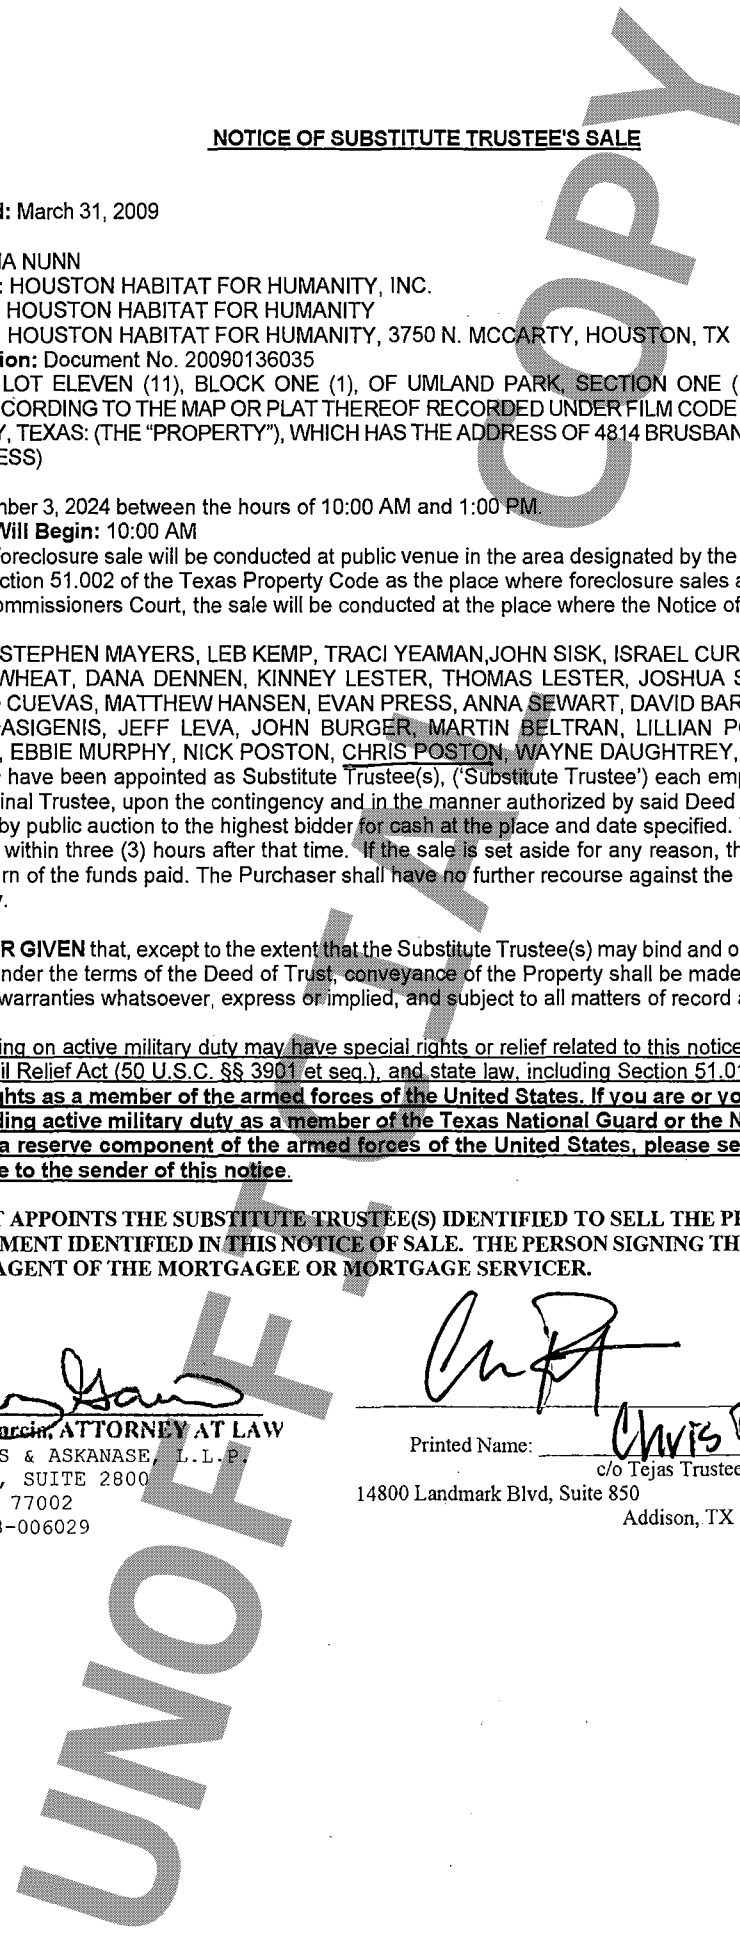 NOTICE OF SUBSTITUTE TRUSTEE'S SALE
d: March 31, 2009
IA NUNN
: HOUSTON HABITAT FOR HUMANITY, INC.
HOUSTON HABITAT FOR HUMANITY
HOUSTON HABITAT FOR HUMANITY, 3750 N. MCCARTY, HOUSTON, TX
ion: Document No. 20090136035
LOT ELEVEN (11), BLOCK ONE (1), OF UMLAND PARK, SECTION ONE (
CORDING TO THE MAP OR PLAT THEREOF RECORDED UNDER FILM CODE
Y, TEXAS: (THE “PROPERTY”), WHICH HAS THE ADDRESS OF 4814 BRUSBAN
ESS)
nber 3, 2024 between the hours of 10:00 AM and 1:00 PM.
Will Begin: 10:00 AM
oreclosure sale will be conducted at public venue in the area designated by the
ction 51.002 of the Texas Property Code as the place where foreclosure sales a
ommissioners Court, the sale will be conducted at the place where the Notice of
STEPHEN MAYERS, LEB KEMP, TRACI YEAMAN,JOHN SISK, ISRAEL CUR
WHEAT, DANA DENNEN, KINNEY LESTER, THOMAS LESTER, JOSHUA S
CUEVAS, MATTHEW HANSEN, EVAN PRESS, ANNA SEWART, DAVID BAR
ASIGENIS, JEFF LEVA, JOHN BURGER, MARTIN BELTRAN, LILLIAN PO
, EBBIE MURPHY, NICK POSTON, CHRIS POSTON, WAYNE DAUGHTREY,
have been appointed as Substitute Trustee(s), (‘Substitute Trustee’) each emp
inal Trustee, upon the contingency and in the manner authorized by said Deed
by public auction to the highest bidder for cash at the place and date specified.
within three (3) hours after that time. If the sale is set aside for any reason, th
rn of the funds paid. The Purchaser shall have no further recourse against the
y.
R GIVEN that, except to the extent that the Substitute Trustee(s) may bind and o
nder the terms of the Deed of Trust, conveyance of the Property shall be made
warranties whatsoever, express or implied, and subject to all matters of record a
ing on active military duty may have special rights or relief related to this notice
il Relief Act (50 U.S.C. §§ 3901 et seq.), and state law, including Section 51.01
ghts as a member of the armed forces of the United States. If you are or yo
ding active military duty as a member of the Texas National Guard or the N
a reserve component of the armed forces of the United States, please se
e to the sender of this notice.
T APPOINTS THE SUBSTITUTE TRUSTEE(S) IDENTIFIED TO SELL THE PR
MENT IDENTIFIED IN THIS NOTICE OF SALE. THE PERSON SIGNING TH
AGENT OF THE MORTGAGEE OR MORTGAGE SERVICER.
arcia, ATTORNEY AT LAW
S & ASKANASE, L.L.P.
, SUITE 2800
77002
3-006029
Printed Name: Chris
c/o Tejas Trustee
14800 Landmark Blvd, Suite 850
Addison, TX
UNOFFICIAL COPY